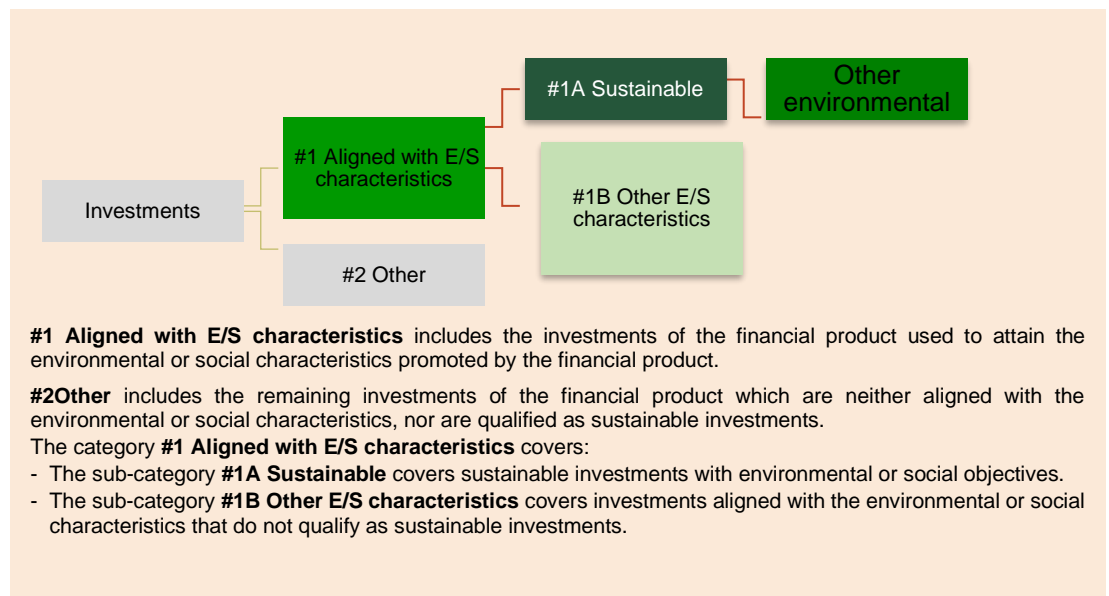 Other
environmental
#1A Sustainable
#1 Aligned with E/S
characteristics
#1B Other E/S
characteristics
Investments
#2 Other
#1 Aligned with E/S characteristics includes the investments of the financial product used to attain the
environmental or social characteristics promoted by the financial product.
#2Other includes the remaining investments of the financial product which are neither aligned with the
environmental or social characteristics, nor are qualified as sustainable investments.
The category #1 Aligned with E/S characteristics covers:
- The sub-category #1A Sustainable covers sustainable investments with environmental or social objectives.
- The sub-category #1B Other E/S characteristics covers investments aligned with the environmental or social
characteristics that do not qualify as sustainable investments.